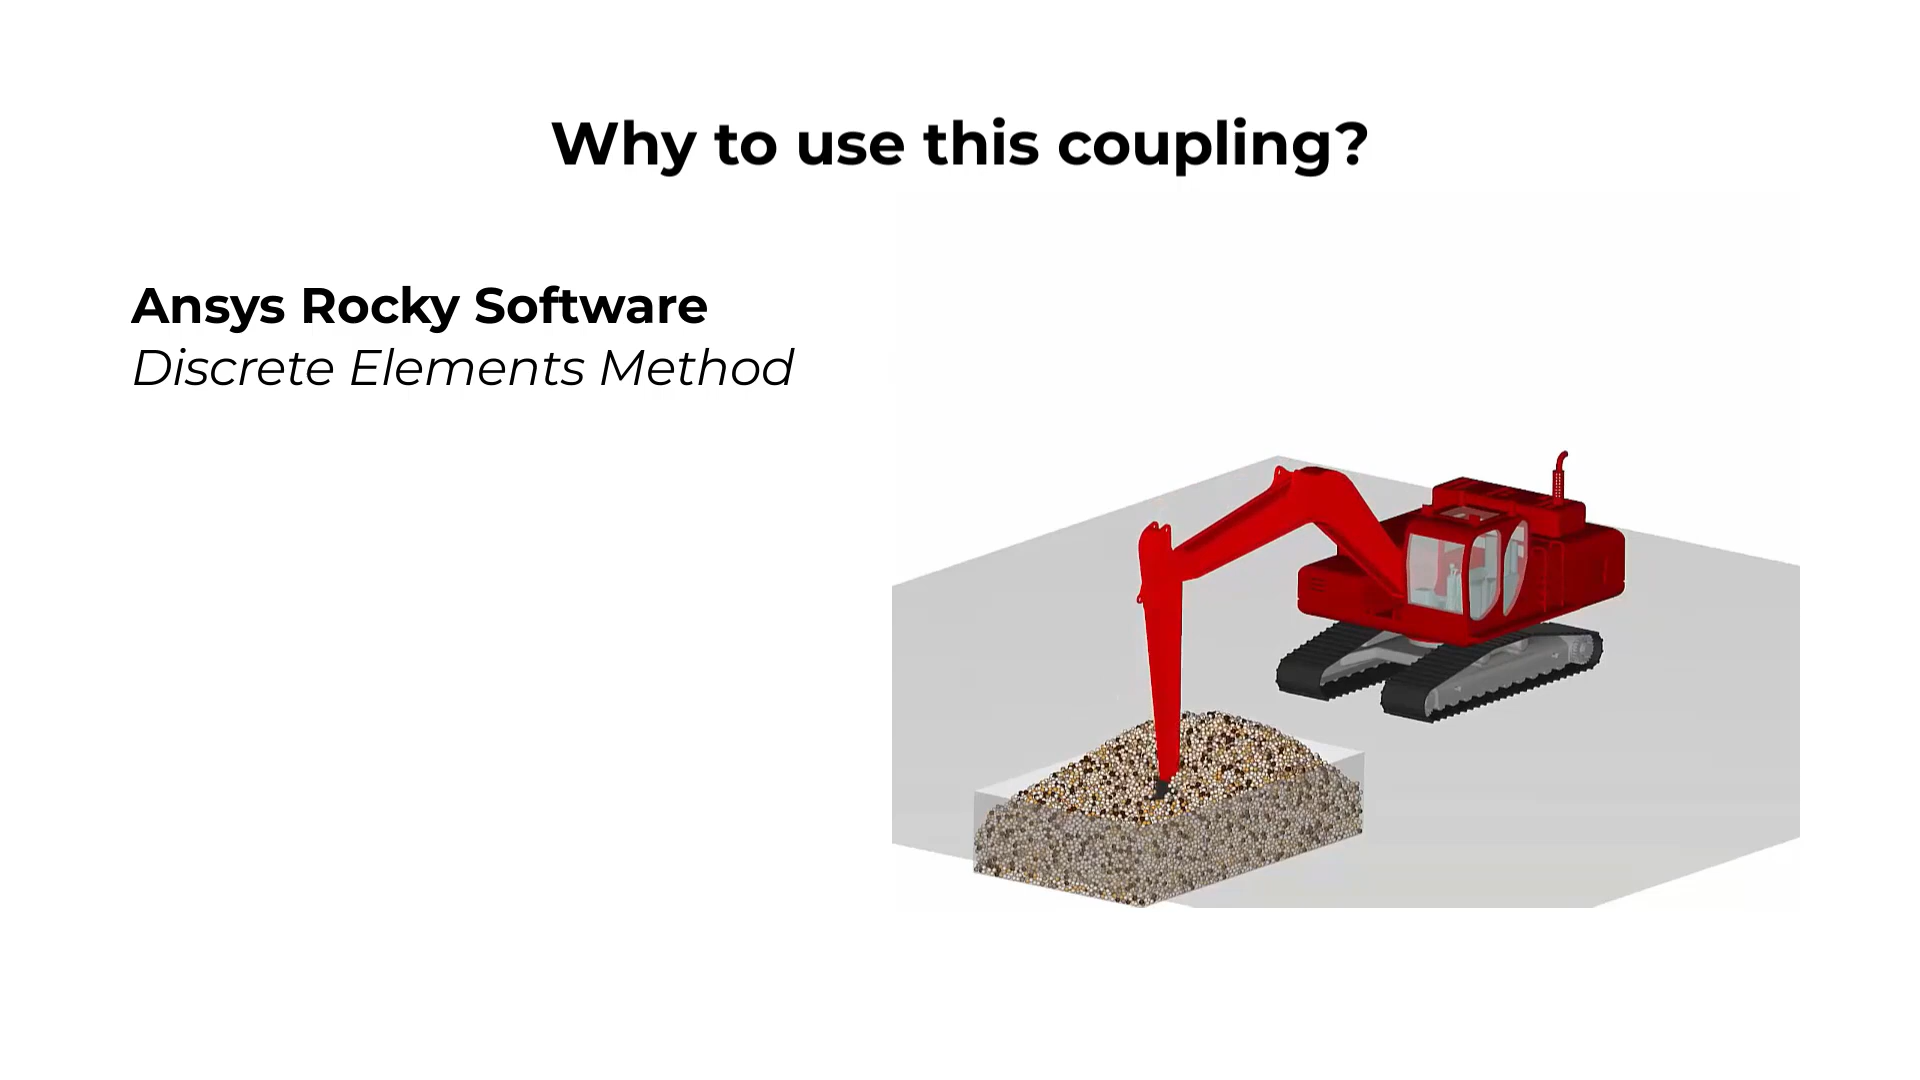 Why to use this coupling?
Ansys Rocky Software
Discrete Elements Method